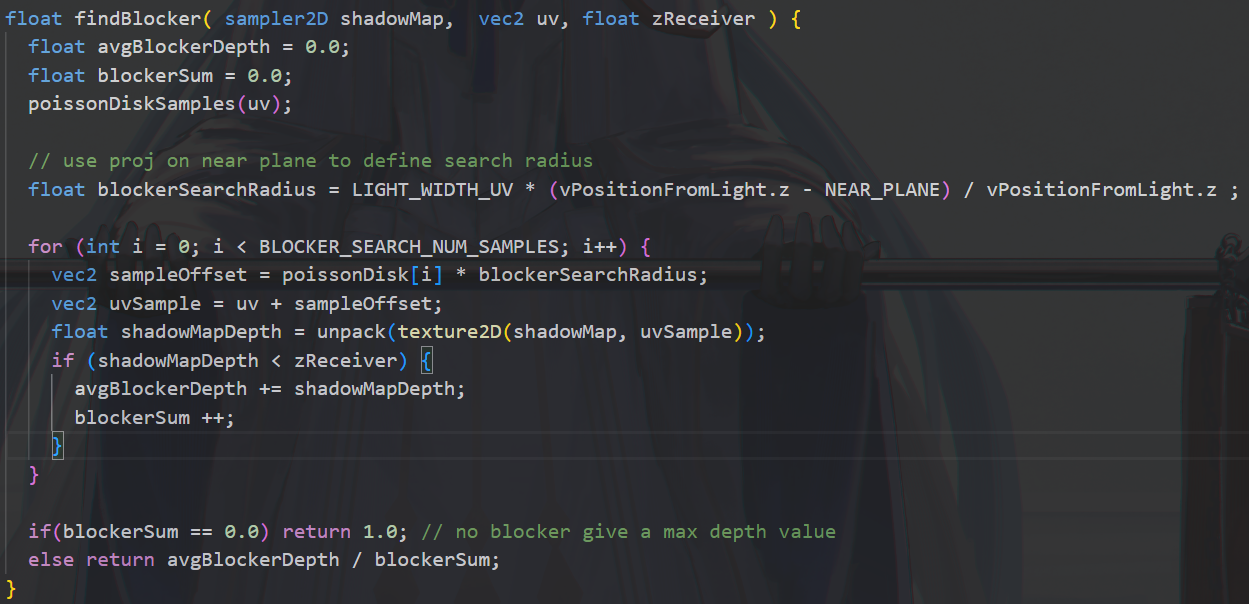 float findBlocker( sampler2D shadowMap,  vec2 uv, float zReceiver ) {
  float avgBlockerDepth = 0.0;
  float blockerSum = 0.0;
  poissonDiskSamples(uv);
  // use proj on near plane to define search radius
  float blockerSearchRadius = LIGHT_WIDTH_UV * (vPositionFromLight.z - NEAR_PLANE) / vPositionFromLight.z ;
  for (int i = 0; i < BLOCKER_SEARCH_NUM_SAMPLES; i++) {
    vec2 sampleOffset = poissonDisk[i] * blockerSearchRadius;
    vec2 uvSample = uv + sampleOffset;
    float shadowMapDepth = unpack(texture2D(shadowMap, uvSample));
    if (shadowMapDepth < zReceiver) {
      avgBlockerDepth += shadowMapDepth;
      blockerSum ++;
    }
  }
  if(blockerSum == 0.0) return 1.0; // no blocker give a max depth value
  else return avgBlockerDepth / blockerSum;
}